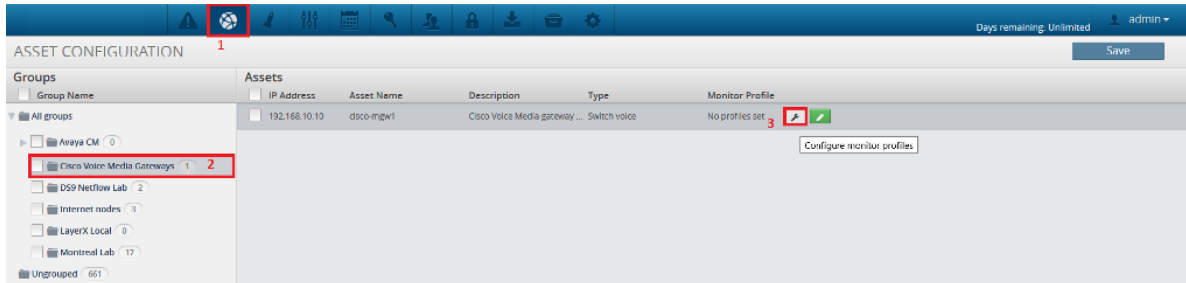 Days remaining: Unlimited
admin
1
ASSET CONFIGURATION
Save
Groups
Assets
Group Name
IP Address Asset Name Description Type Monitor Profile
All groups
192.168.10.10 cisco-mgw1 Cisco Voice Media gateway ... Switch voice No profiles set 3
Avaya CM 0
Configure monitor profiles
Cisco Voice Media Gateways 1 2
DS9 Netflow Lab 2
Internet nodes 3
LayerX Local 0
Montreal Lab 17
Ungrouped 661